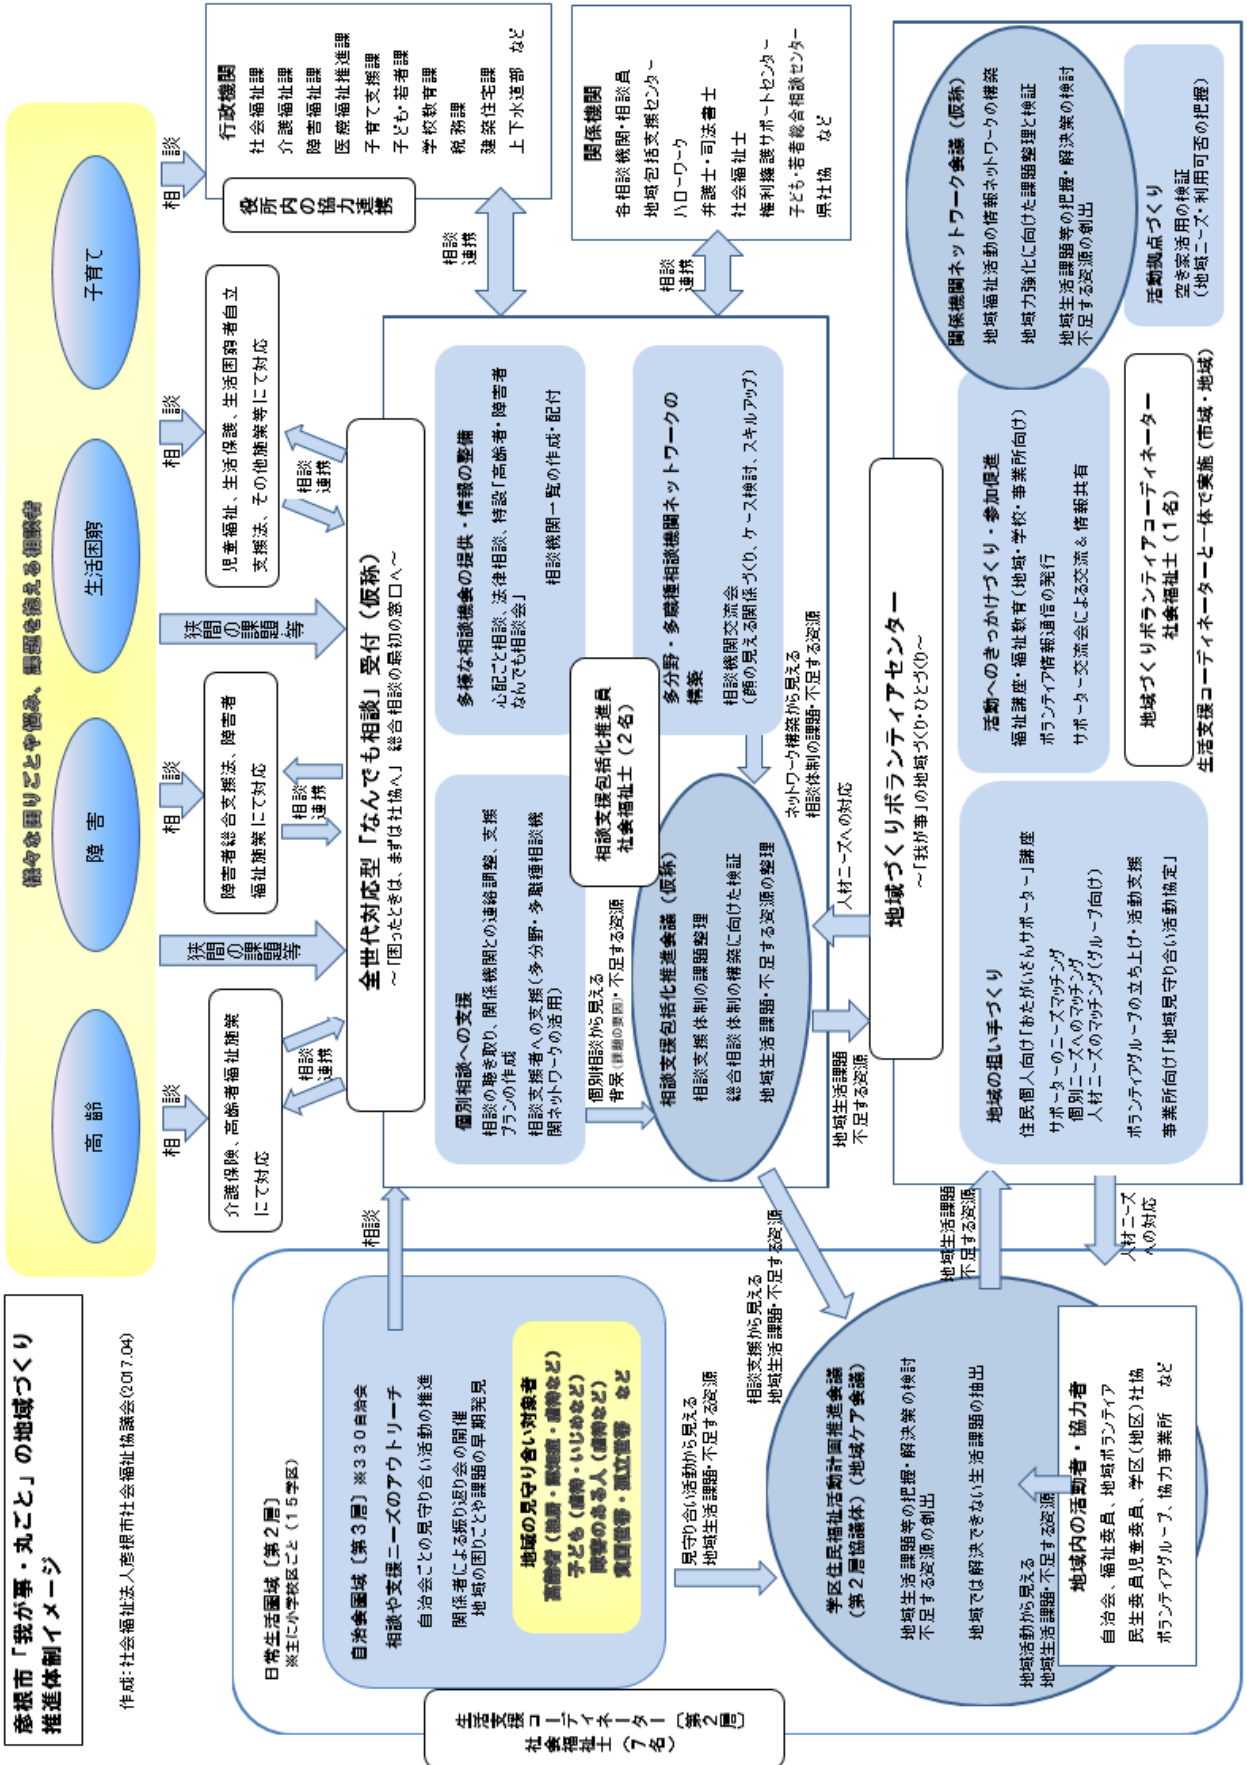 彦根市「我が事・丸ごと」の地域づくり
推進体制イメージ
作成:社会福祉法人彦根市社会福祉協議会(2017.04)
様々な困りごとや悩み、課題を抱える相談者
高 齢
障 害
生活困窮
子育て
相 談
狭間の課題等
相 談
狭間の課題等
相 談
相 談
介護保険、高齢者福祉施策
にて対応
障害者総合支援法、障害者
福祉施策にて対応
児童福祉、生活保護、生活困窮者自立
支援法、その他施策等にて対応
役所内の協力連携
行政機関
社会福祉課
介護福祉課
障害福祉課
医療福祉推進課
子育て支援課
子ども・若者課
学校教育課
税務課
建築住宅課
上下水道部 など
相談
連携
相談
連携
相談
連携
相談
連携
相談
連携
関係機関
各相談機関・相談員
地域包括支援センター
ハローワーク
弁護士・司法書士
社会福祉士
権利擁護サポートセンター
子ども・若者総合相談センター
県社協 など
全世代対応型「なんでも相談」受付（仮称）
～「困ったときは、まずは社協へ」 総合相談の最初の窓口へ～
個別相談への支援
相談の聴き取り、関係機関との連絡調整、支援
プランの作成
相談支援者への支援(多分野・多職種相談機
関ネットワークの活用)
多様な相談機会の提供・情報の整備
心配ごと相談、法律相談、特設「高齢者・障害者
なんでも相談会」
相談機関一覧の作成・配付
相談支援包括化推進員
社会福祉士（２名）
多分野・多職種相談機関ネットワークの
構築
相談機関交流会
(顔の見える関係づくり、ケース検討、スキルアップ)
個別相談から見える
背景(課題の要因)・不足する資源
ネットワーク構築から見える
相談体制の課題・不足する資源
相談支援包括化推進会議（仮称）
相談支援体制の課題整理
総合相談体制の構築に向けた検証
地域生活課題・不足する資源の整理
地域生活課題
不足する資源
人材ニーズへの対応
相談
日常生活圏域〔第２層〕
※主に小学校区ごと（１５学区）
自治会圏域〔第３層〕※３３０自治会
相談や支援ニーズのアウトリーチ
自治会ごとの見守り合い活動の推進
関係者による振り返り会の開催
地域の困りごとや課題の早期発見
地域の見守り合い対象者
高齢者（独居・認知症・虐待など）
子ども（虐待・いじめなど）
障害のある人（虐待など）
貧困世帯・孤立世帯 など
生活支援コーディネーター〔第２層〕
社会福祉士（７名）
見守り合い活動から見える
地域生活課題・不足する資源
相談支援から見える
地域生活課題・不足する資源
学区住民福祉活動計画推進会議
（第２層協議体）（地域ケア会議）
地域生活課題等の把握・解決策の検討
不足する資源の創出
地域では解決できない生活課題の抽出
地域活動から見える
地域生活課題・不足する資源
地域内の活動者・協力者
自治会、福祉委員、地域ボランティア
民生委員児童委員、学区(地区)社協
ボランティアグループ、協力事業所 など
地域生活課題
不足する資源
人材ニーズ
への対応
地域づくりボランティアセンター
～「我が事」の地域づくり・ひとづくり～
地域の担い手づくり
住民個人向け「おたがいさんサポーター」講座
サポーターのニーズマッチング
個別ニーズへのマッチング
人材ニーズのマッチング(グループ向け)
ボランティアグループの立ち上げ・活動支援
事業所向け「地域見守り合い活動協定」
活動へのきっかけづくり・参加促進
福祉講座・福祉教育(地域・学校・事業所向け)
ボランティア情報通信の発行
サポーター交流会による交流＆情報共有
地域づくりボランティアコーディネーター
社会福祉士（１名）
生活支援コーディネーターと一体で実施(市域・地域)
関係機関ネットワーク会議（仮称）
地域福祉活動の情報ネットワークの構築
地域力強化に向けた課題整理と検証
地域生活課題等の把握・解決策の検討
不足する資源の創出
活動拠点づくり
空き家活用の検証
(地域ニーズ・利用可否の把握)